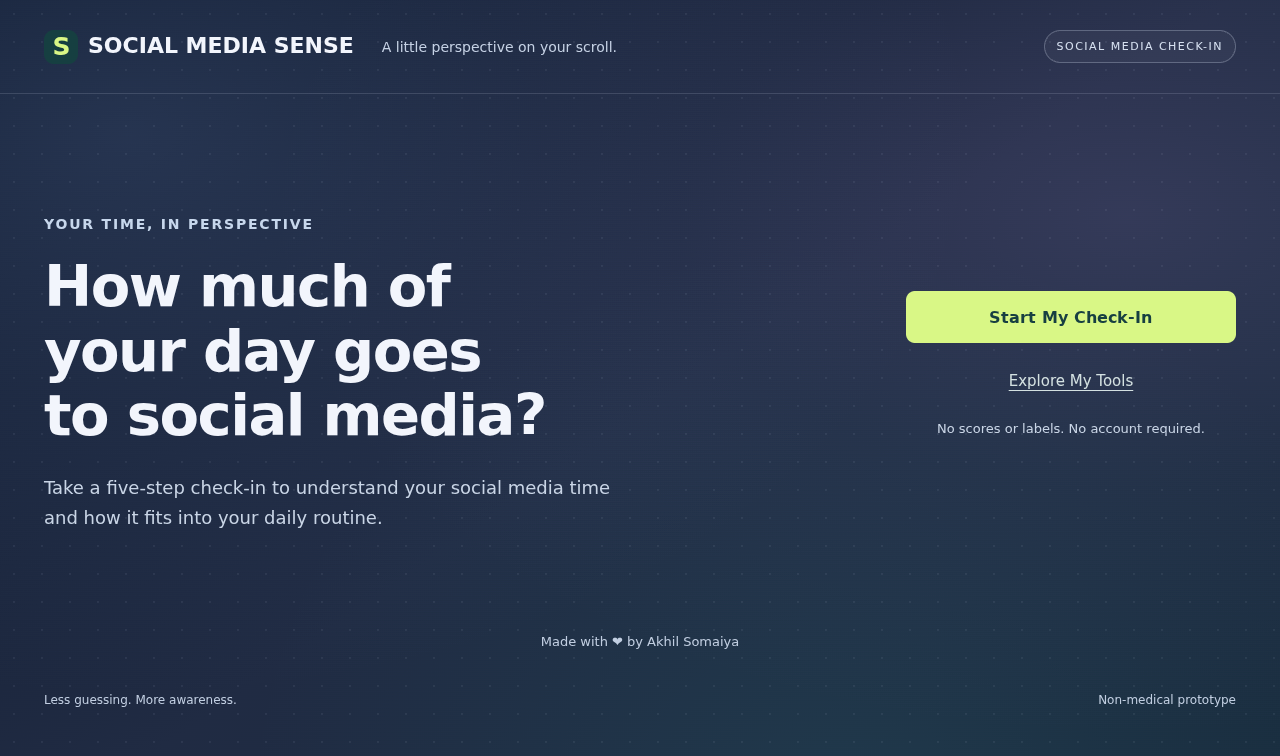 S SOCIAL MEDIA SENSE
A little perspective on your scroll.
SOCIAL MEDIA CHECK-IN
YOUR TIME, IN PERSPECTIVE
How much of
your day goes
to social media?
Take a five-step check-in to understand your social media time
and how it fits into your daily routine.
Start My Check-In
Explore My Tools
No scores or labels. No account required.
Made with ❤ by Akhil Somaiya
Less guessing. More awareness.
Non-medical prototype